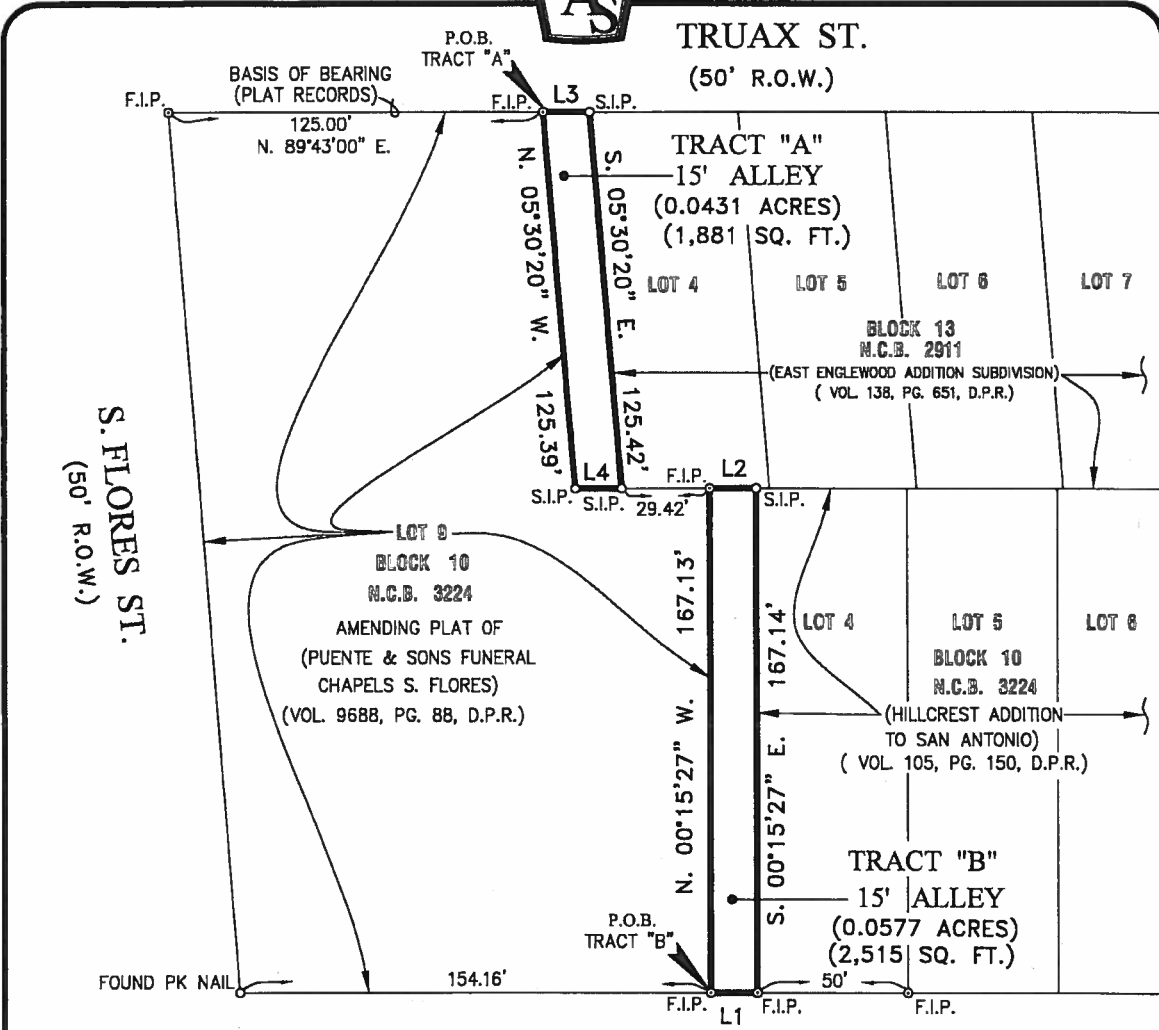 AS
TRUAX ST.
(50' R.O.W.)
P.O.B.
TRACT "A"
BASIS OF BEARING
(PLAT RECORDS)
F.I.P.
F.I.P.
L3
S.I.P.
125.00'
N. 89°43'00" E.
TRACT "A"
15' ALLEY
(0.0431 ACRES)
(1,881 SQ. FT.)
N. 05°30'20" W.
125.39'
S. 05°30'20" E.
125.42'
LOT 4
LOT 5
LOT 6
LOT 7
BLOCK 13
N.C.B. 2911
(EAST ENGLEWOOD ADDITION SUBDIVISION)
( VOL. 138, PG. 651, D.P.R.)
S. FLORES ST.
(50' R.O.W.)
L4
F.I.P.
L2
S.I.P.
S.I.P.
29.42'
S.I.P.
LOT 9
BLOCK 10
N.C.B. 3224
AMENDING PLAT OF
(PUENTE & SONS FUNERAL
CHAPELS S. FLORES)
(VOL. 9688, PG. 88, D.P.R.)
N. 00°15'27" W.
167.13'
S. 00°15'27" E.
167.14'
LOT 4
LOT 5
LOT 6
BLOCK 10
N.C.B. 3224
(HILLCREST ADDITION
TO SAN ANTONIO)
( VOL. 105, PG. 150, D.P.R.)
TRACT "B"
15' ALLEY
(0.0577 ACRES)
(2,515 SQ. FT.)
P.O.B.
TRACT "B"
FOUND PK NAIL
154.16'
50'
F.I.P.
F.I.P.
F.I.P.
L1